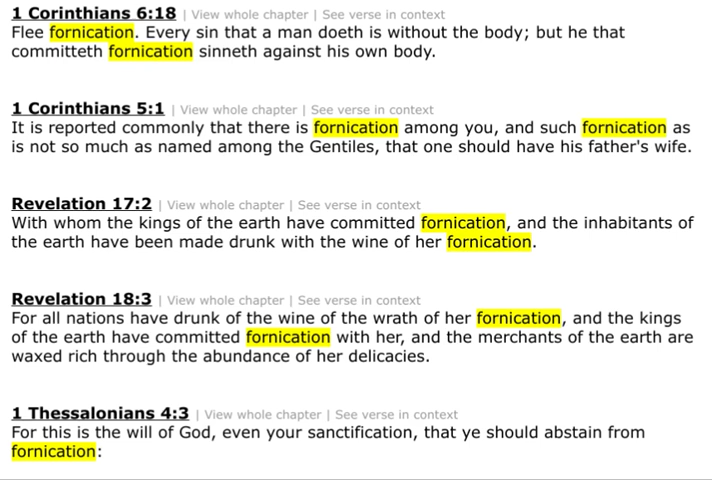 1 Corinthians 6:18 | View whole chapter | See verse in context
Flee fornication. Every sin that a man doeth is without the body; but he that
committeth fornication sinneth against his own body.
1 Corinthians 5:1 | View whole chapter | See verse in context
It is reported commonly that there is fornication among you, and such fornication as
is not so much as named among the Gentiles, that one should have his father's wife.
Revelation 17:2 | View whole chapter | See verse in context
With whom the kings of the earth have committed fornication, and the inhabitants of
the earth have been made drunk with the wine of her fornication.
Revelation 18:3 | View whole chapter | See verse in context
For all nations have drunk of the wine of the wrath of her fornication, and the kings
of the earth have committed fornication with her, and the merchants of the earth are
waxed rich through the abundance of her delicacies.
1 Thessalonians 4:3 | View whole chapter | See verse in context
For this is the will of God, even your sanctification, that ye should abstain from
fornication: